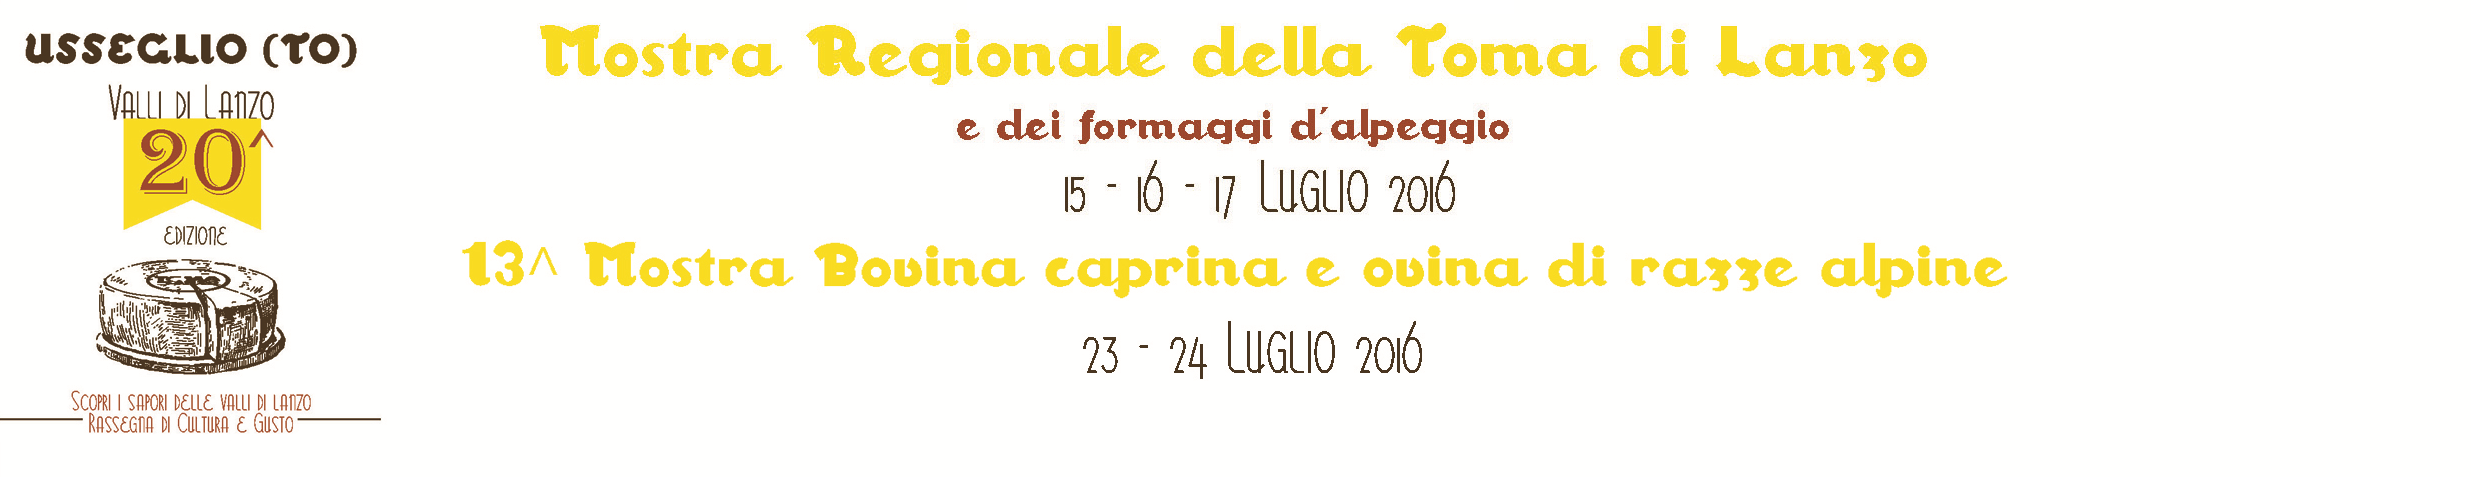 USSEGLIO (TO)
VALLI DI LANZO
20^
EDIZIONE
SCOPRI I SAPORI DELLE VALLI DI LANZO
RASSEGNA DI CULTURA E GUSTO
Mostra Regionale della Toma di Lanzo
e dei formaggi d'alpeggio
15 - 16 - 17 LUGLIO 2016
13^ Mostra Bovina caprina e ovina di razze alpine
23 - 24 LUGLIO 2016